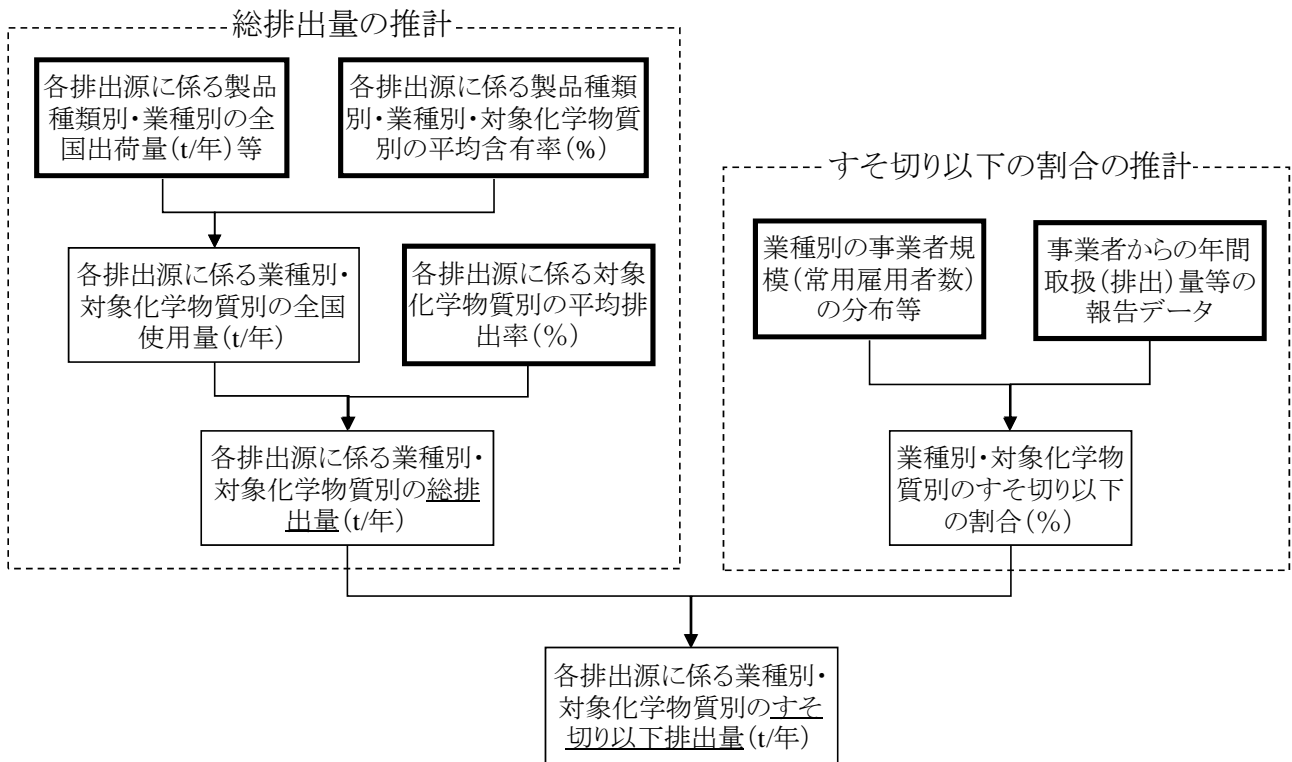 総排出量の推計
各排出源に係る製品
種類別・業種別の全
国出荷量(t/年)等
各排出源に係る製品種類
別・業種別・対象化学物質
別の平均含有率(%)
各排出源に係る業種別・
対象化学物質別の全国
使用量(t/年)
各排出源に係る対象
化学物質別の平均排
出率(%)
各排出源に係る業種別・
対象化学物質別の総排
出量(t/年)
すそ切り以下の割合の推計
業種別の事業者規
模(常用雇用者数)
の分布等
事業者からの年間
取扱(排出)量等の
報告データ
業種別・対象化学物
質別のすそ切り以下
の割合(%)
各排出源に係る業種別・
対象化学物質別のすそ
切り以下排出量(t/年)